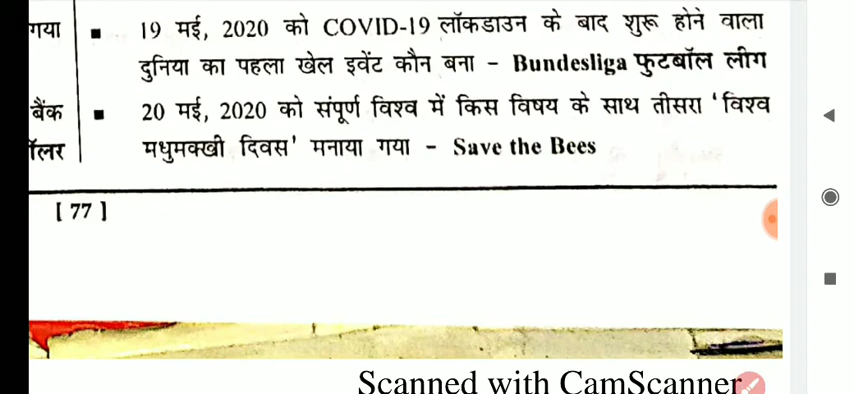 गया
■ 19 मई, 2020 को COVID-19 लॉकडाउन के बाद शुरू होने वाला
दुनिया का पहला खेल इवेंट कौन बना - Bundesliga फुटबॉल लीग
बैंक
■ 20 मई, 2020 को संपूर्ण विश्व में किस विषय के साथ तीसरा 'विश्व
मधुमक्खी दिवस' मनाया गया - Save the Bees
[ 77 ]
Scanned with CamScanner